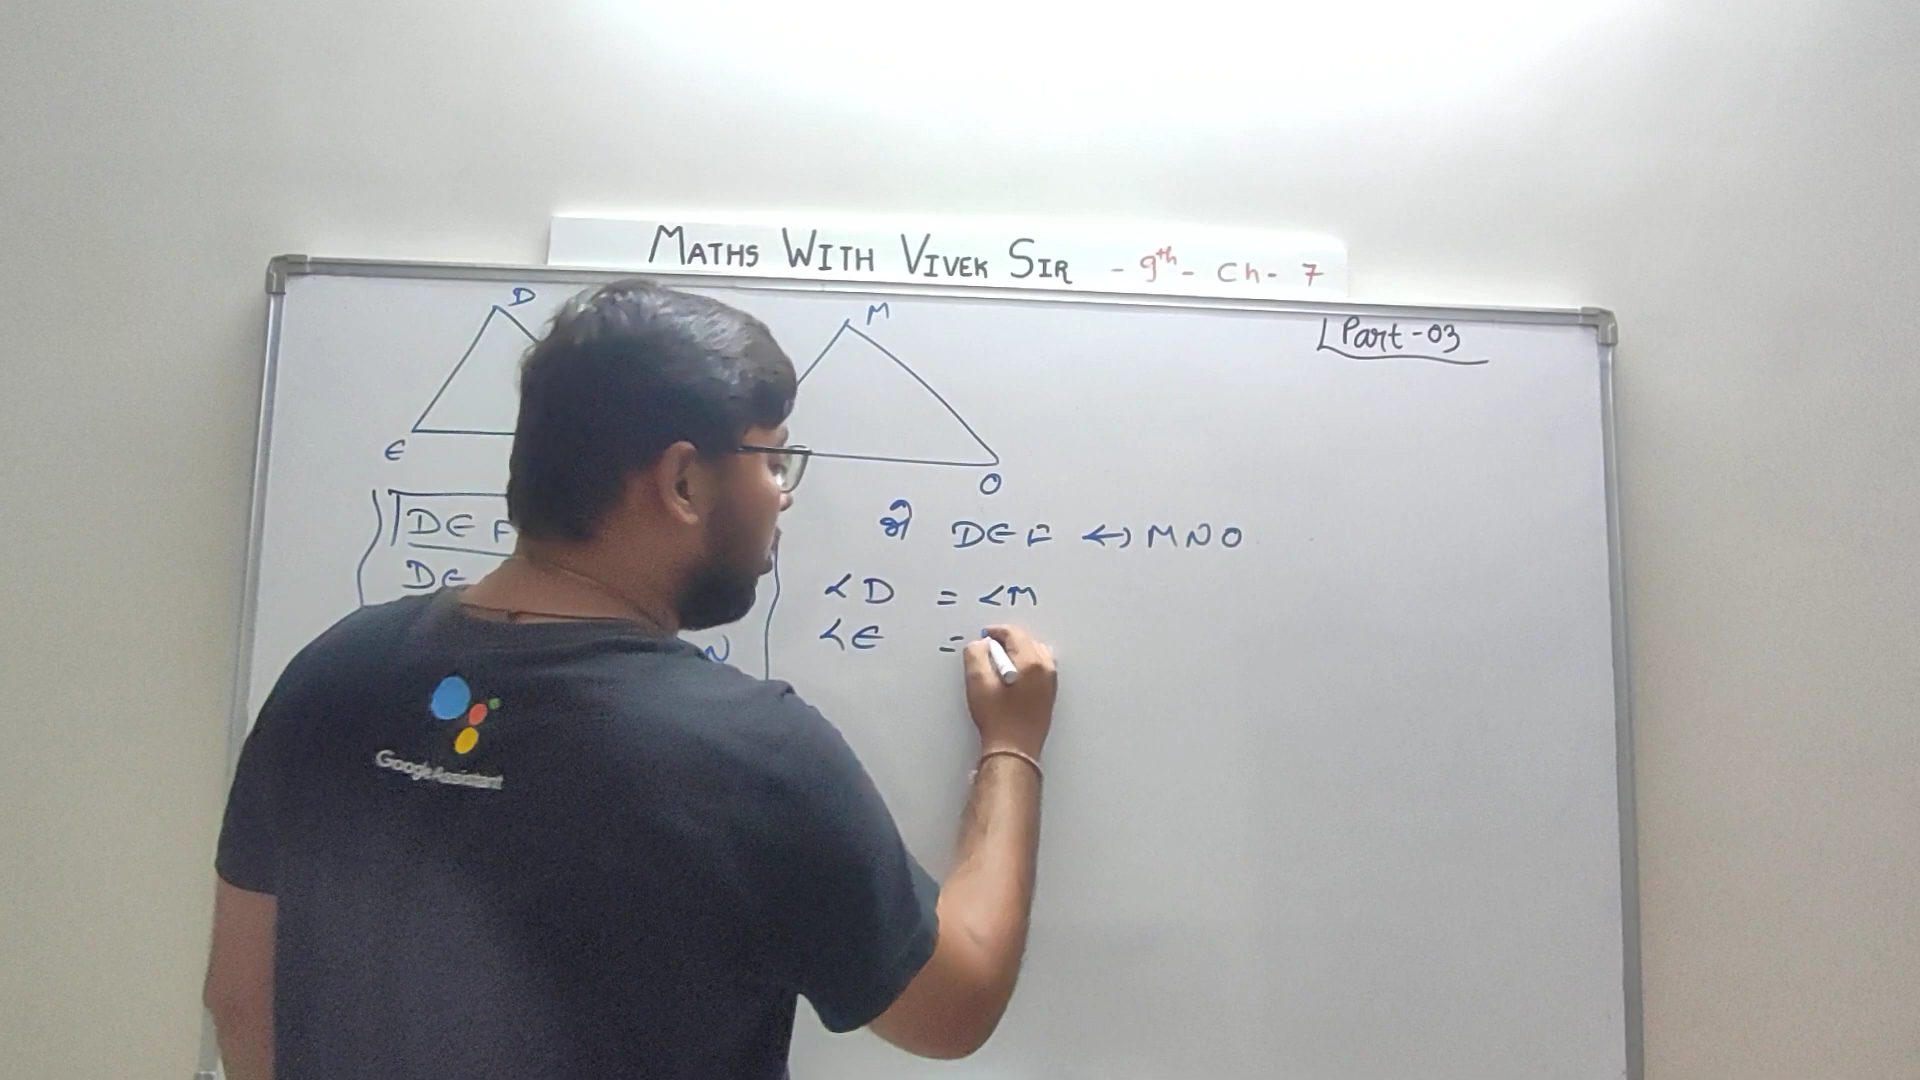 MATHS WITH VIVEK SIR - 9th - Ch - 7
Part - 03
D
M
E
O
DEF
જો DEF ↔ MNO
DE
∠D = ∠M
∠E =
N
Google Assistant